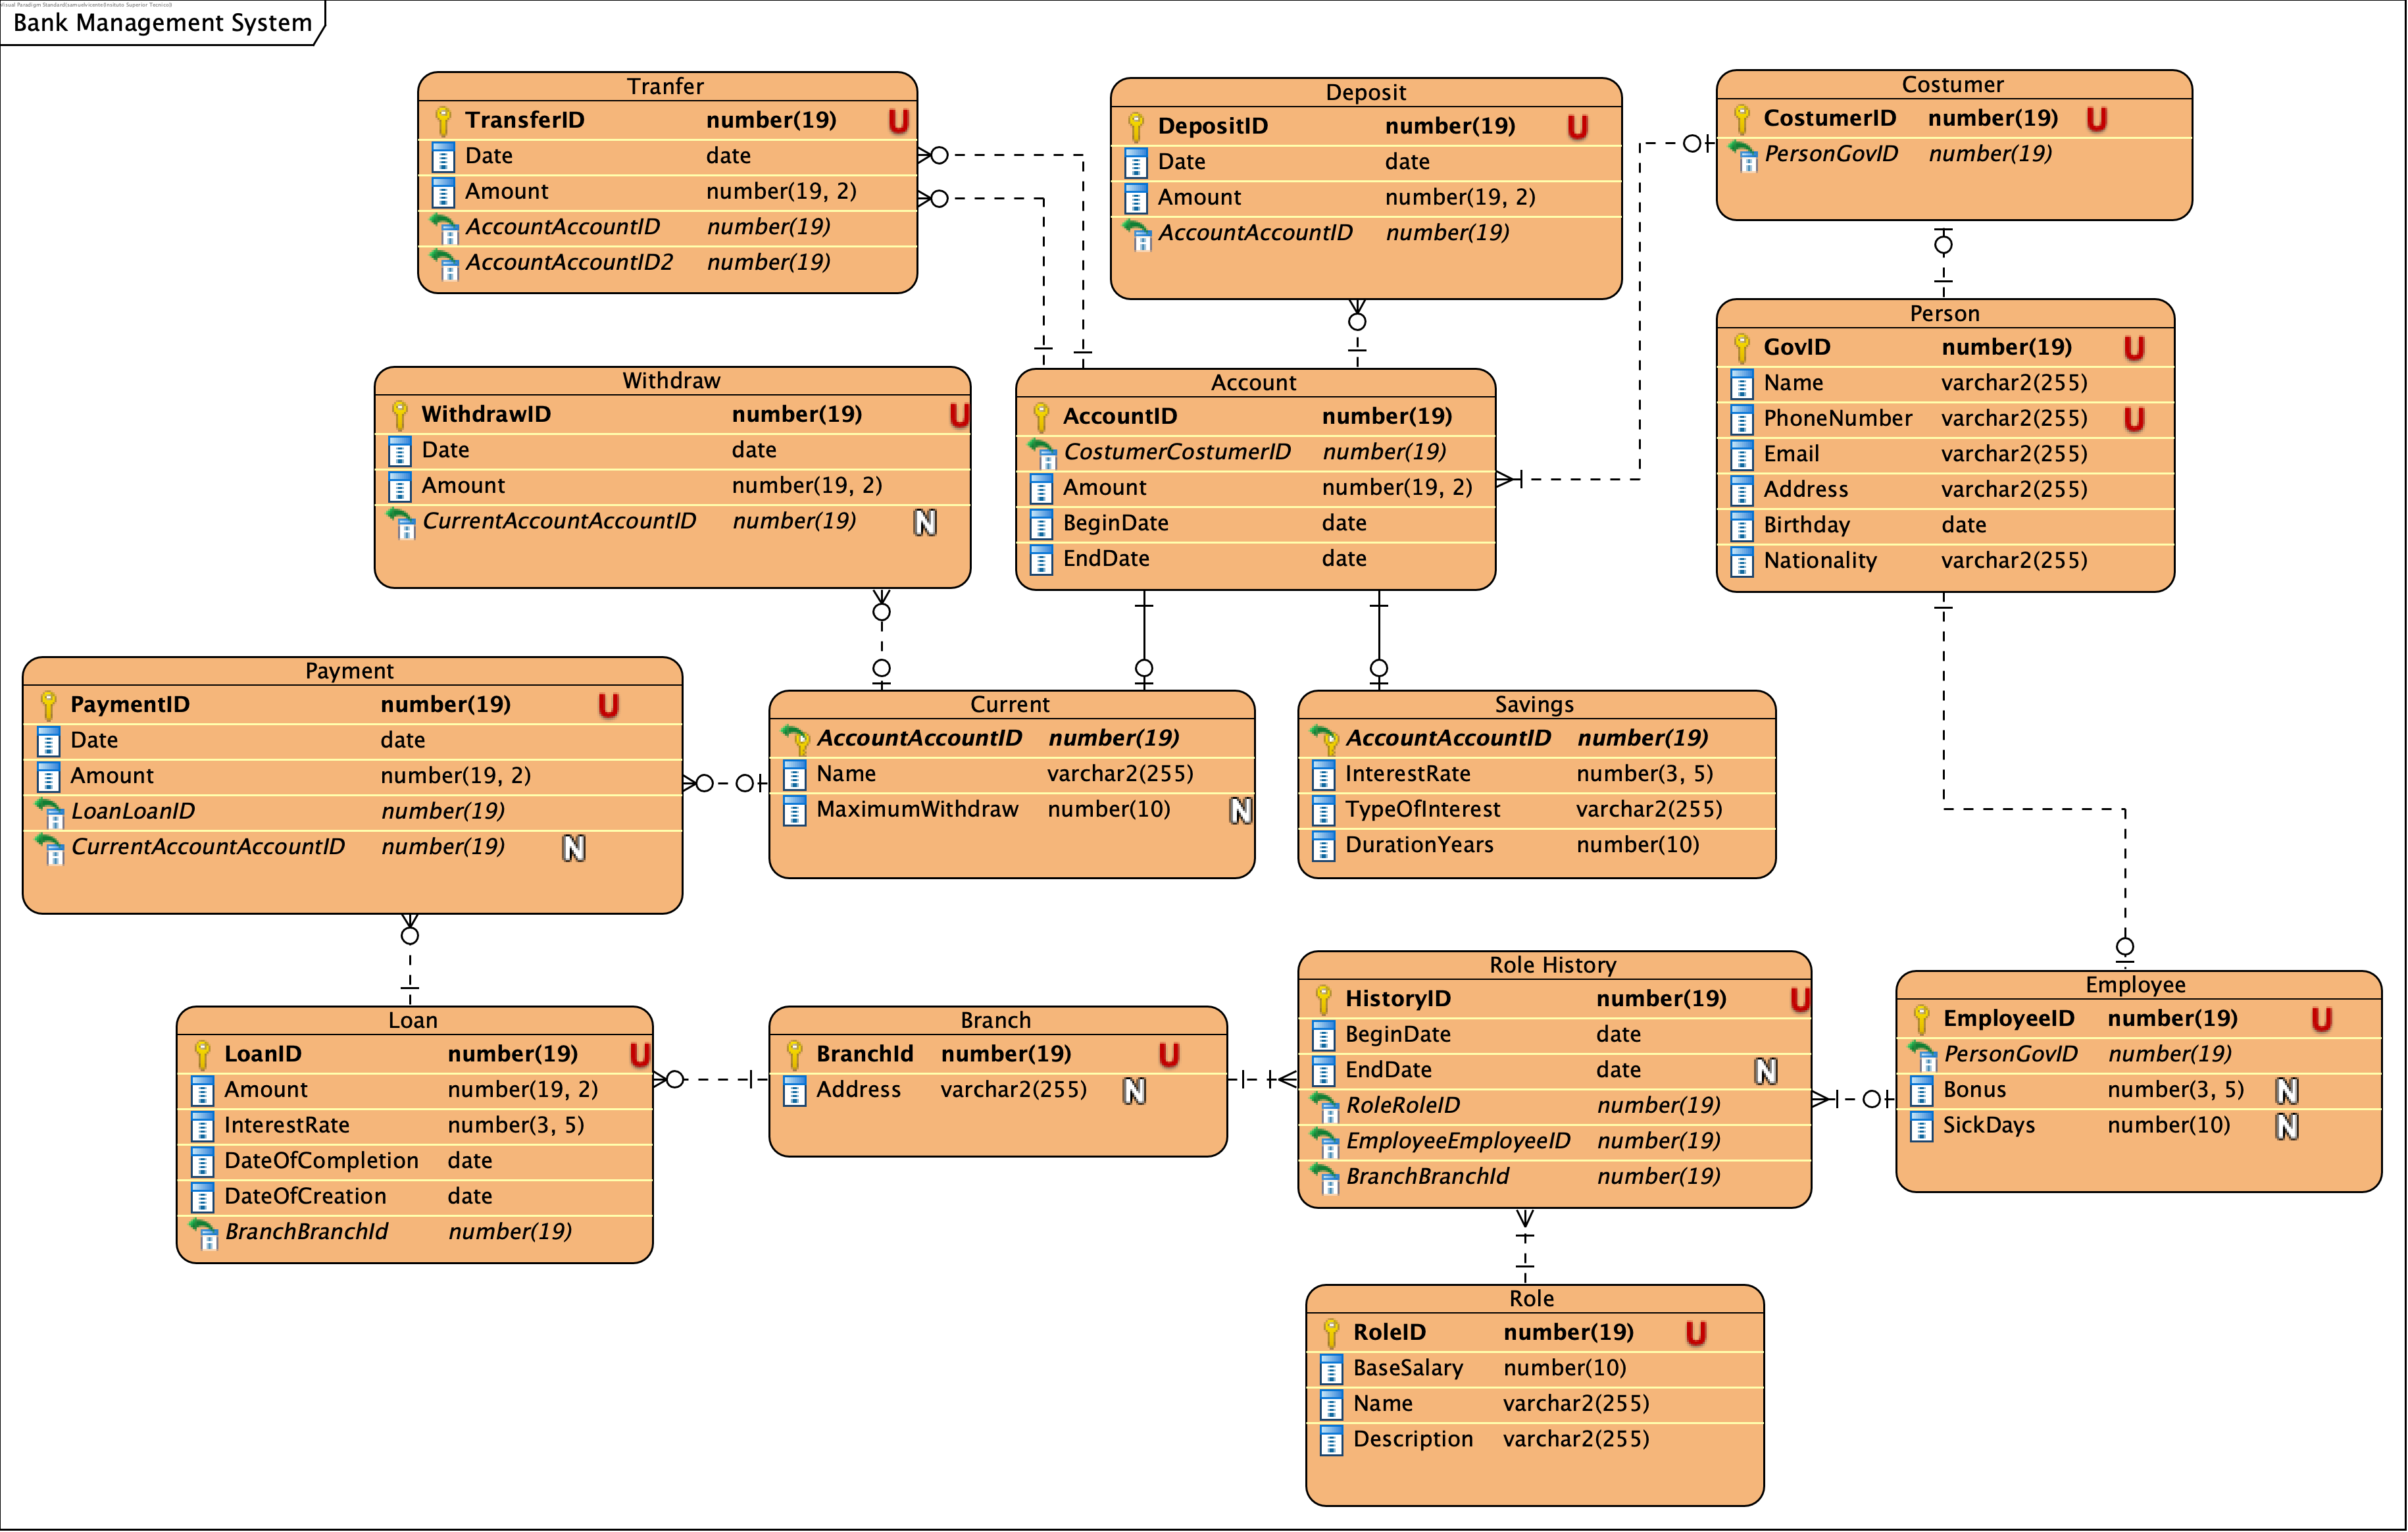 Visual Paradigm Standard(samuelvicente(Instituto Superior Tecnico))
Bank Management System
Tranfer
TransferID number(19) U
Date date
Amount number(19, 2)
AccountAccountID number(19)
AccountAccountID2 number(19)
Deposit
DepositID number(19) U
Date date
Amount number(19, 2)
AccountAccountID number(19)
Costumer
CostumerID number(19) U
PersonGovID number(19)
Person
GovID number(19) U
Name varchar2(255)
PhoneNumber varchar2(255) U
Email varchar2(255)
Address varchar2(255)
Birthday date
Nationality varchar2(255)
Withdraw
WithdrawID number(19) U
Date date
Amount number(19, 2)
CurrentAccountAccountID number(19) N
Account
AccountID number(19)
CostumerCostumerID number(19)
Amount number(19, 2)
BeginDate date
EndDate date
Payment
PaymentID number(19) U
Date date
Amount number(19, 2)
LoanLoanID number(19)
CurrentAccountAccountID number(19) N
Current
AccountAccountID number(19)
Name varchar2(255)
MaximumWithdraw number(10) N
Savings
AccountAccountID number(19)
InterestRate number(3, 5)
TypeOfInterest varchar2(255)
DurationYears number(10)
Loan
LoanID number(19) U
Amount number(19, 2)
InterestRate number(3, 5)
DateOfCompletion date
DateOfCreation date
BranchBranchId number(19)
Branch
BranchId number(19) U
Address varchar2(255) N
Role History
HistoryID number(19) U
BeginDate date
EndDate date N
RoleRoleID number(19)
EmployeeEmployeeID number(19)
BranchBranchId number(19)
Employee
EmployeeID number(19) U
PersonGovID number(19)
Bonus number(3, 5) N
SickDays number(10) N
Role
RoleID number(19) U
BaseSalary number(10)
Name varchar2(255)
Description varchar2(255)